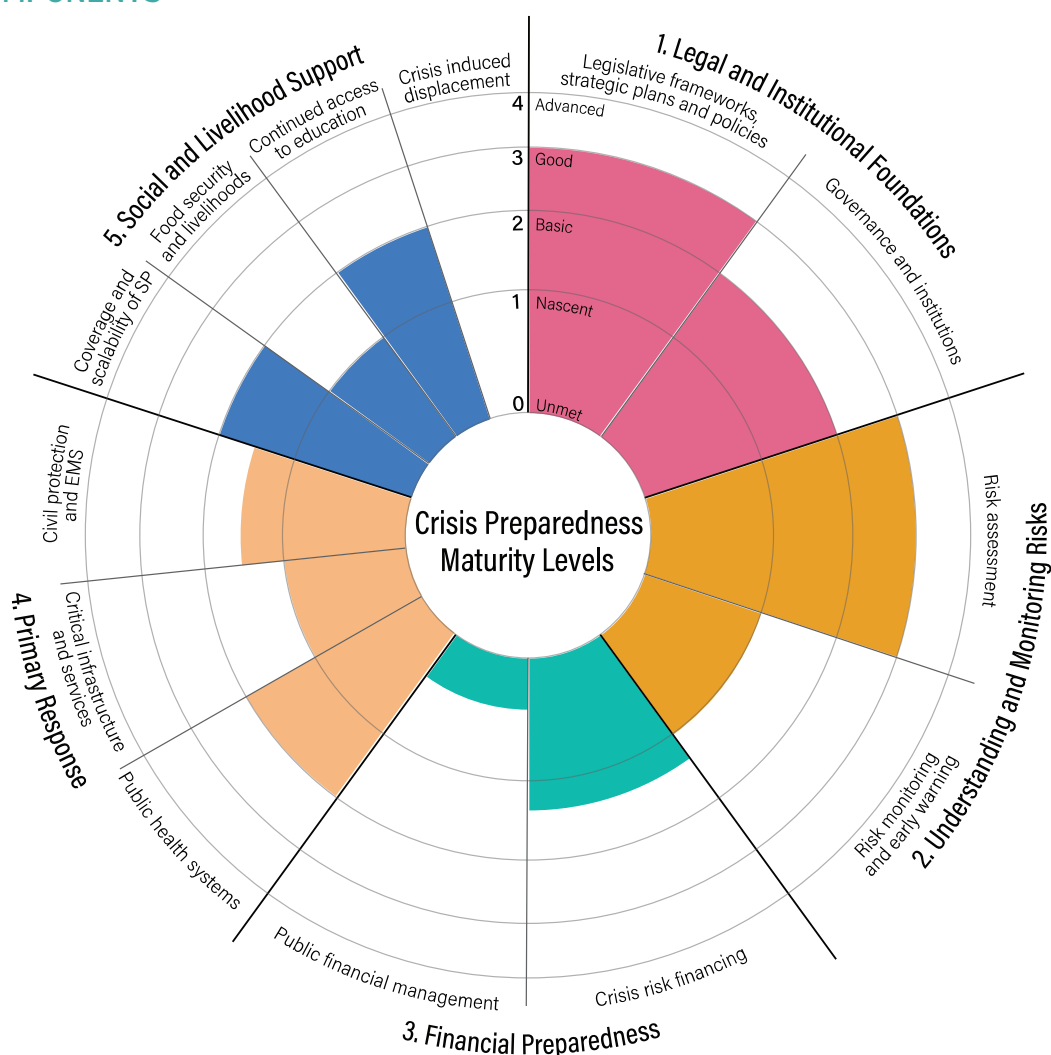 1. Legal and Institutional Foundations
Legislative frameworks,
strategic plans and policies
Governance and institutions
2. Understanding and Monitoring Risks
Risk assessment
Risk monitoring
and early warning
3. Financial Preparedness
Crisis risk financing
Public financial management
4. Primary Response
Public health systems
Critical infrastructure
and services
Civil protection
and EMS
5. Social and Livelihood Support
Coverage and
scalability of SP
Food security
and livelihoods
Continued access
to education
Crisis induced
displacement
4 Advanced
3 Good
2 Basic
1 Nascent
0 Unmet
Crisis Preparedness
Maturity Levels